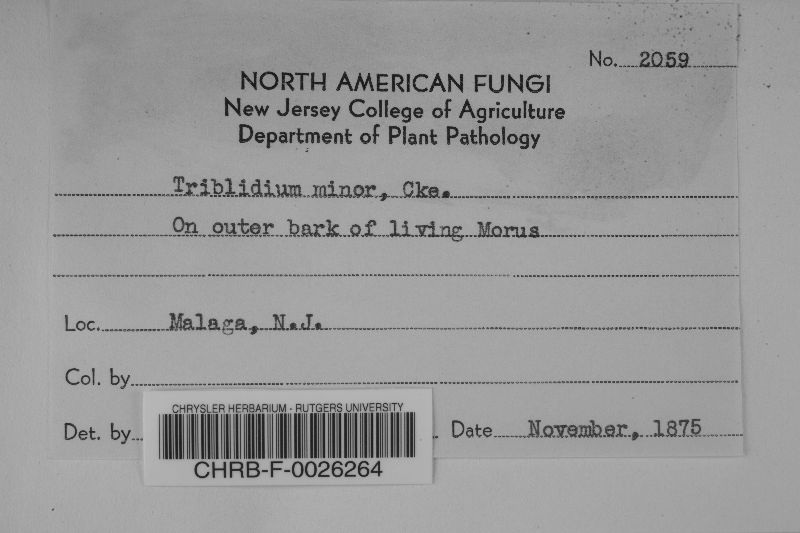 No. 2059
NORTH AMERICAN FUNGI
New Jersey College of Agriculture
Department of Plant Pathology
Triblidium minor, Cke.
On outer bark of living Morus
Loc. Malaga, N.J.
Col. by
Det. by
Date November, 1875
CHRYSLER HERBARIUM - RUTGERS UNIVERSITY
CHRB-F-0026264